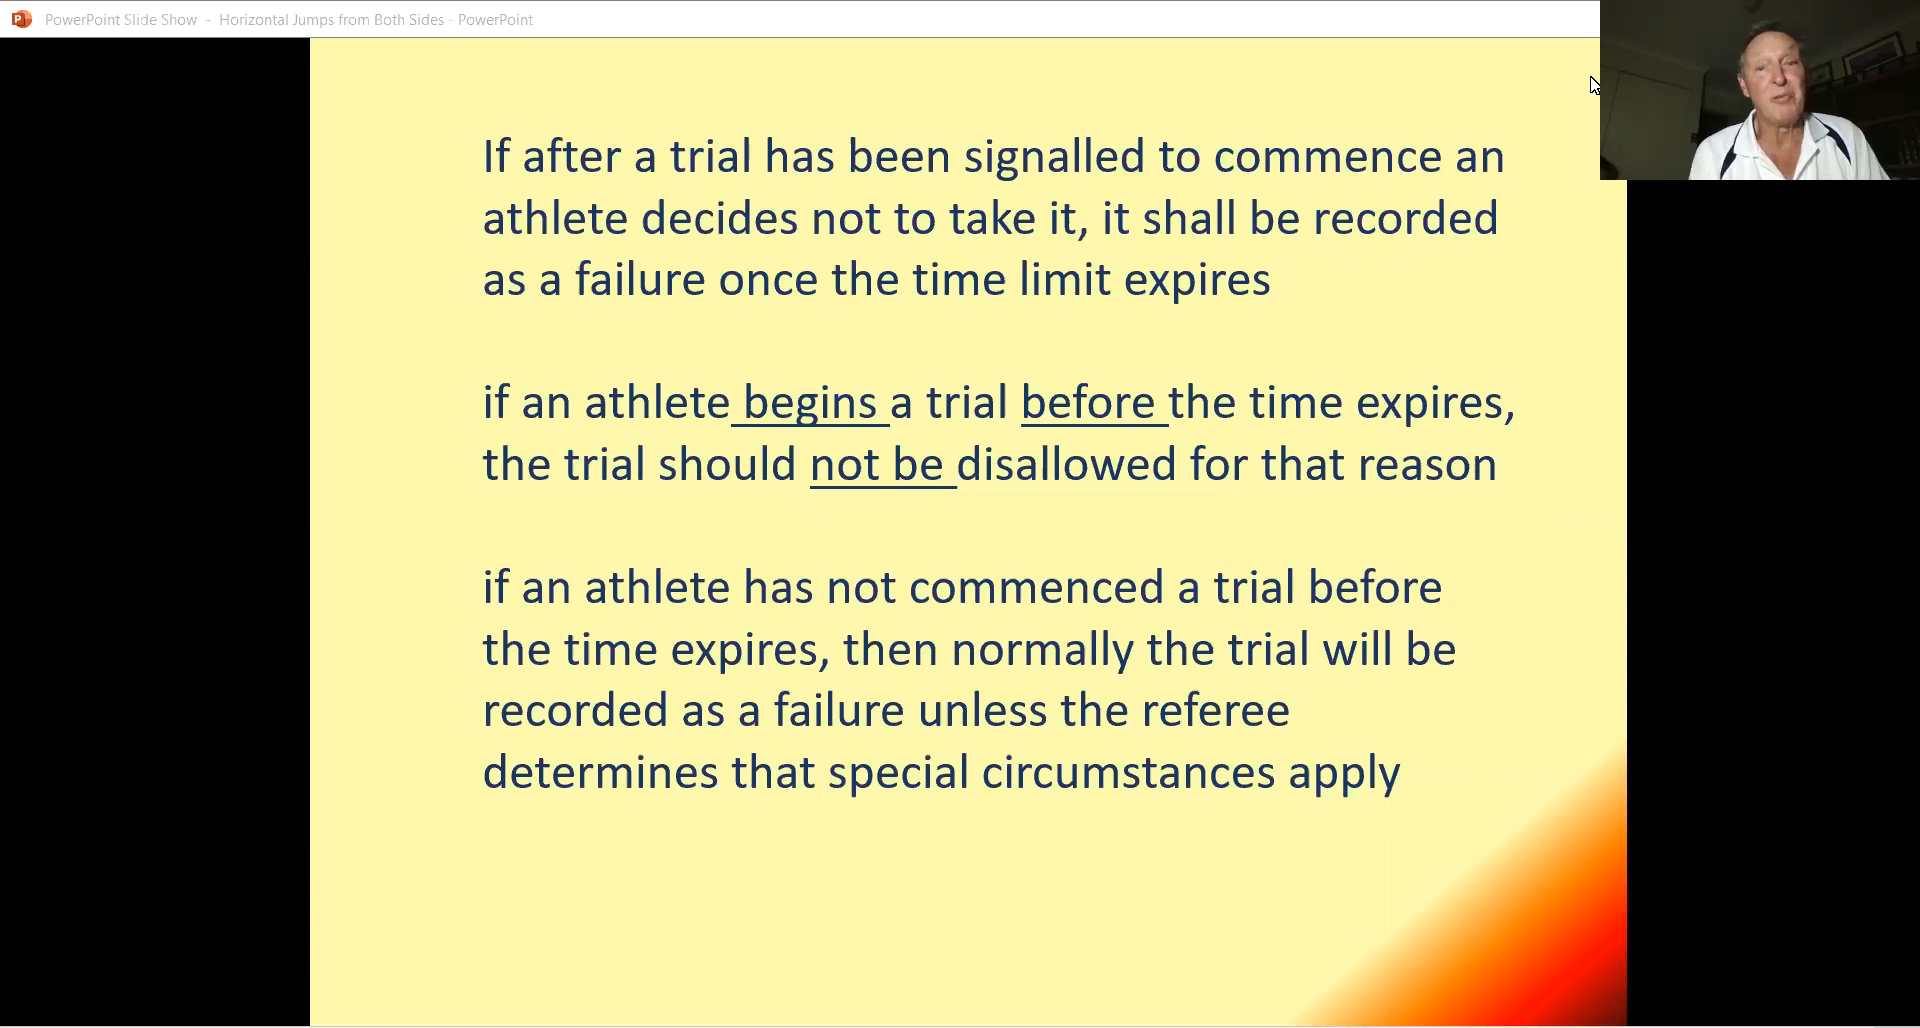 PowerPoint Slide Show - Horizontal Jumps from Both Sides - PowerPoint
If after a trial has been signalled to commence an
athlete decides not to take it, it shall be recorded
as a failure once the time limit expires
if an athlete begins a trial before the time expires,
the trial should not be disallowed for that reason
if an athlete has not commenced a trial before
the time expires, then normally the trial will be
recorded as a failure unless the referee
determines that special circumstances apply